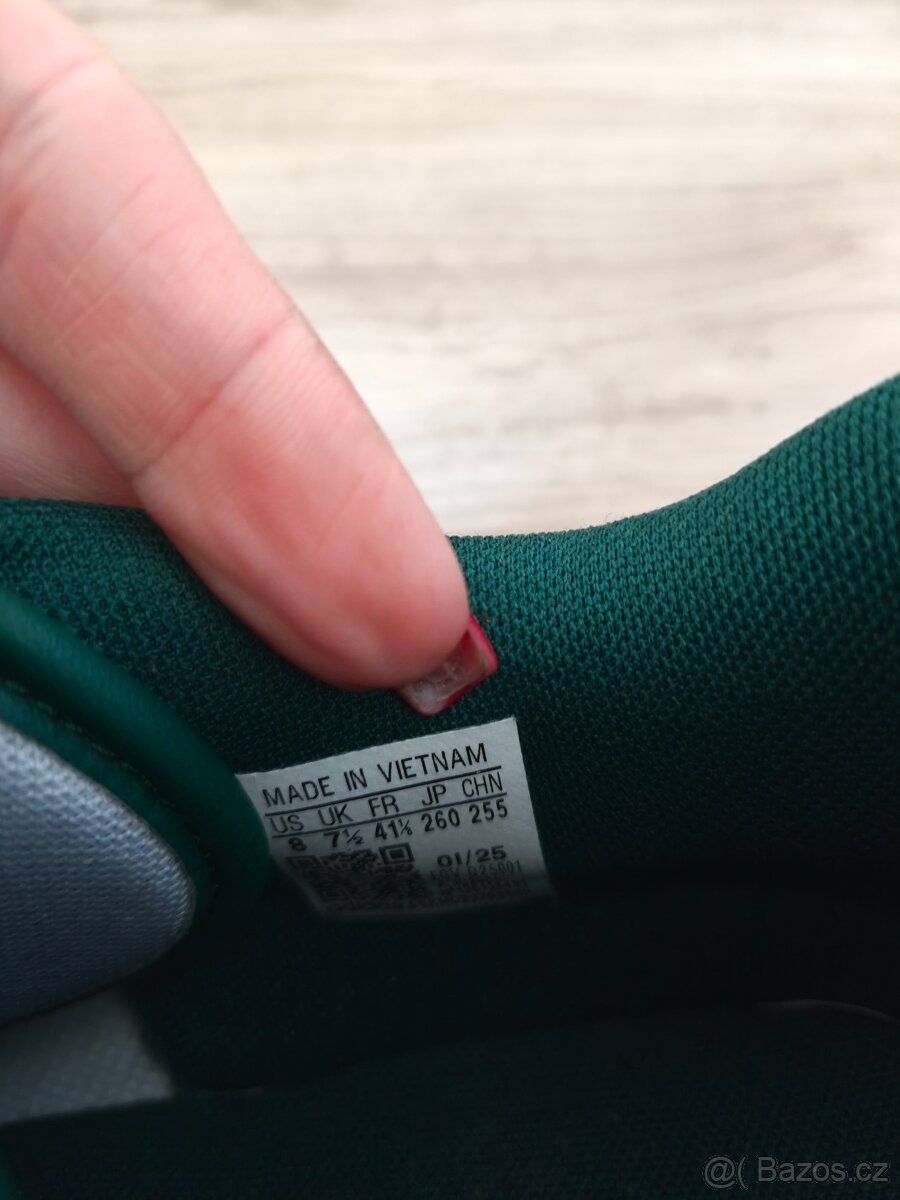 MADE IN VIETNAM
US UK FR JP CHN
8 7½ 41⅓ 260 255
01/25
@( Bazos.cz